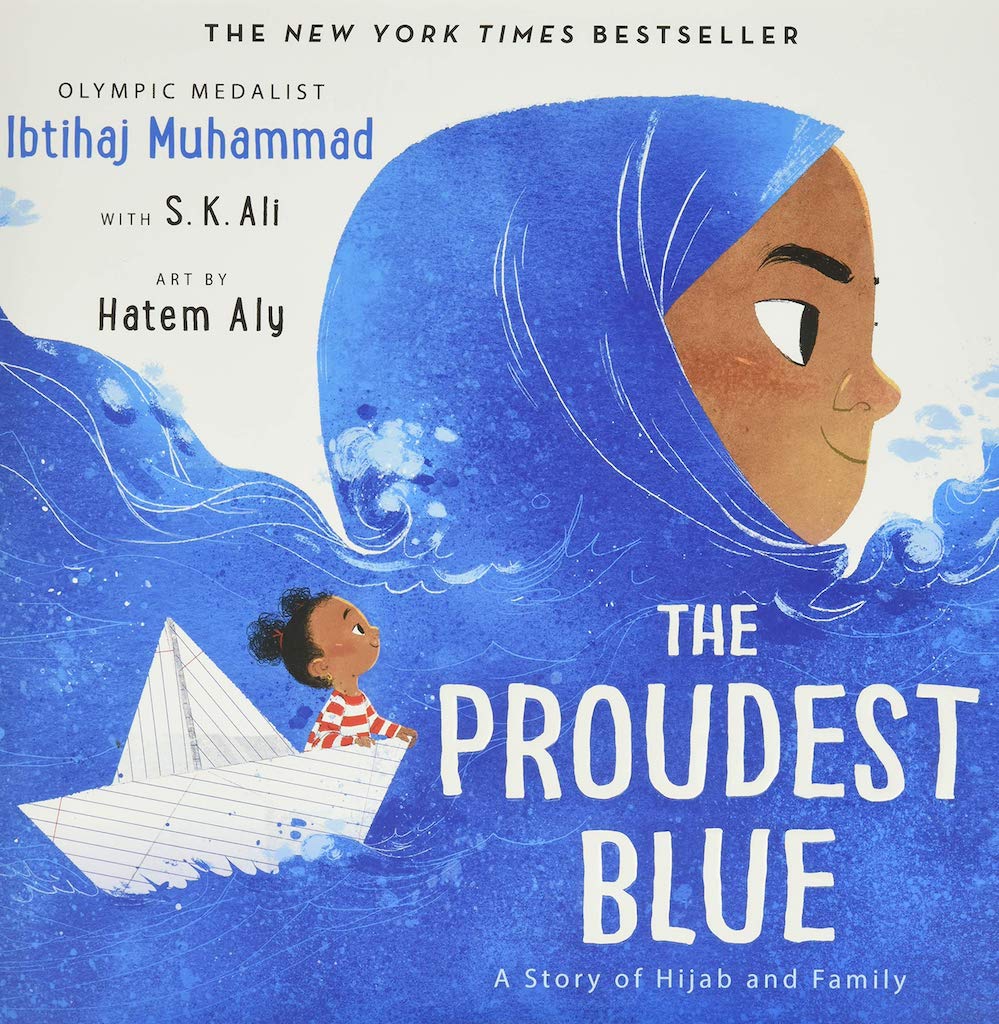 THE NEW YORK TIMES BESTSELLER
OLYMPIC MEDALIST
Ibtihaj Muhammad
WITH S. K. Ali
ART BY
Hatem Aly
THE
PROUDEST
BLUE
A Story of Hijab and Family